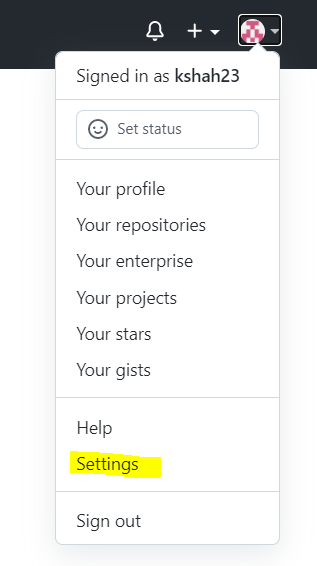 Signed in as kshah23
Set status
Your profile
Your repositories
Your enterprise
Your projects
Your stars
Your gists
Help
Settings
Sign out